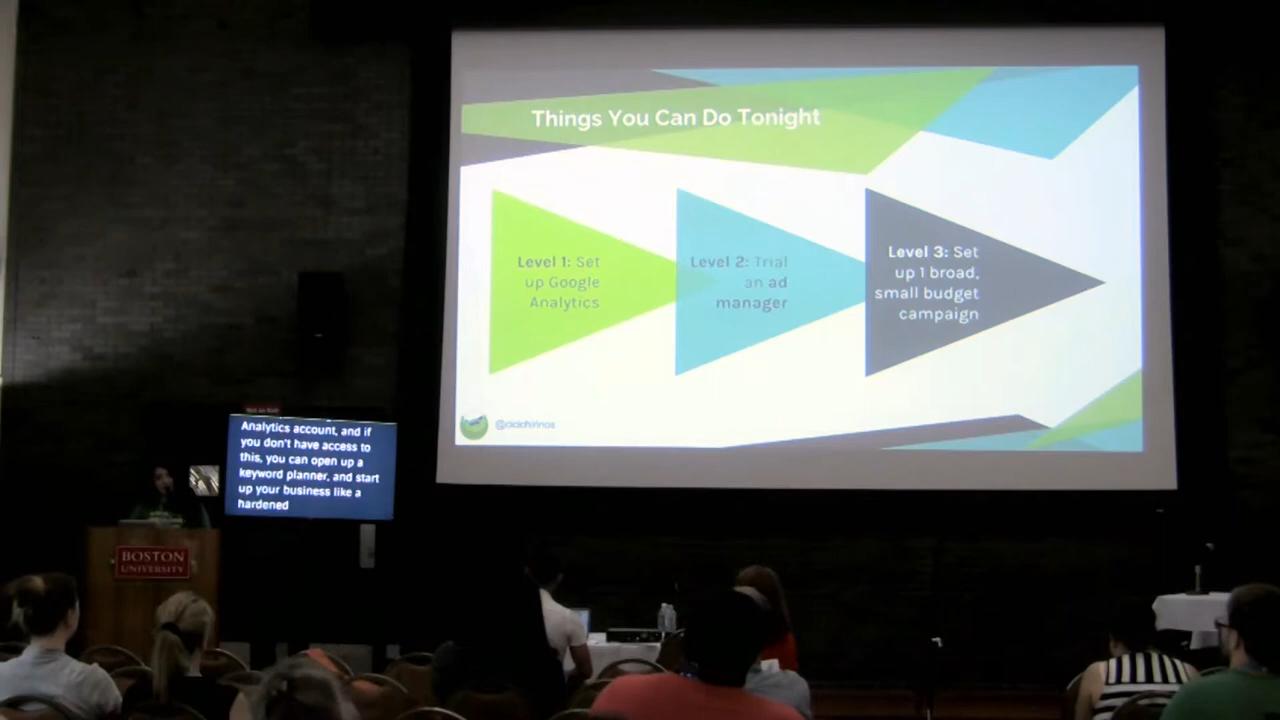 Things You Can Do Tonight
Level 1: Set
up Google
Analytics
Level 2: Trial
an ad
manager
Level 3: Set
up 1 broad,
small budget
campaign
Analytics account, and if
you don't have access to
this, you can open up a
keyword planner, and start
up your business like a
hardened
BOSTON
UNIVERSITY